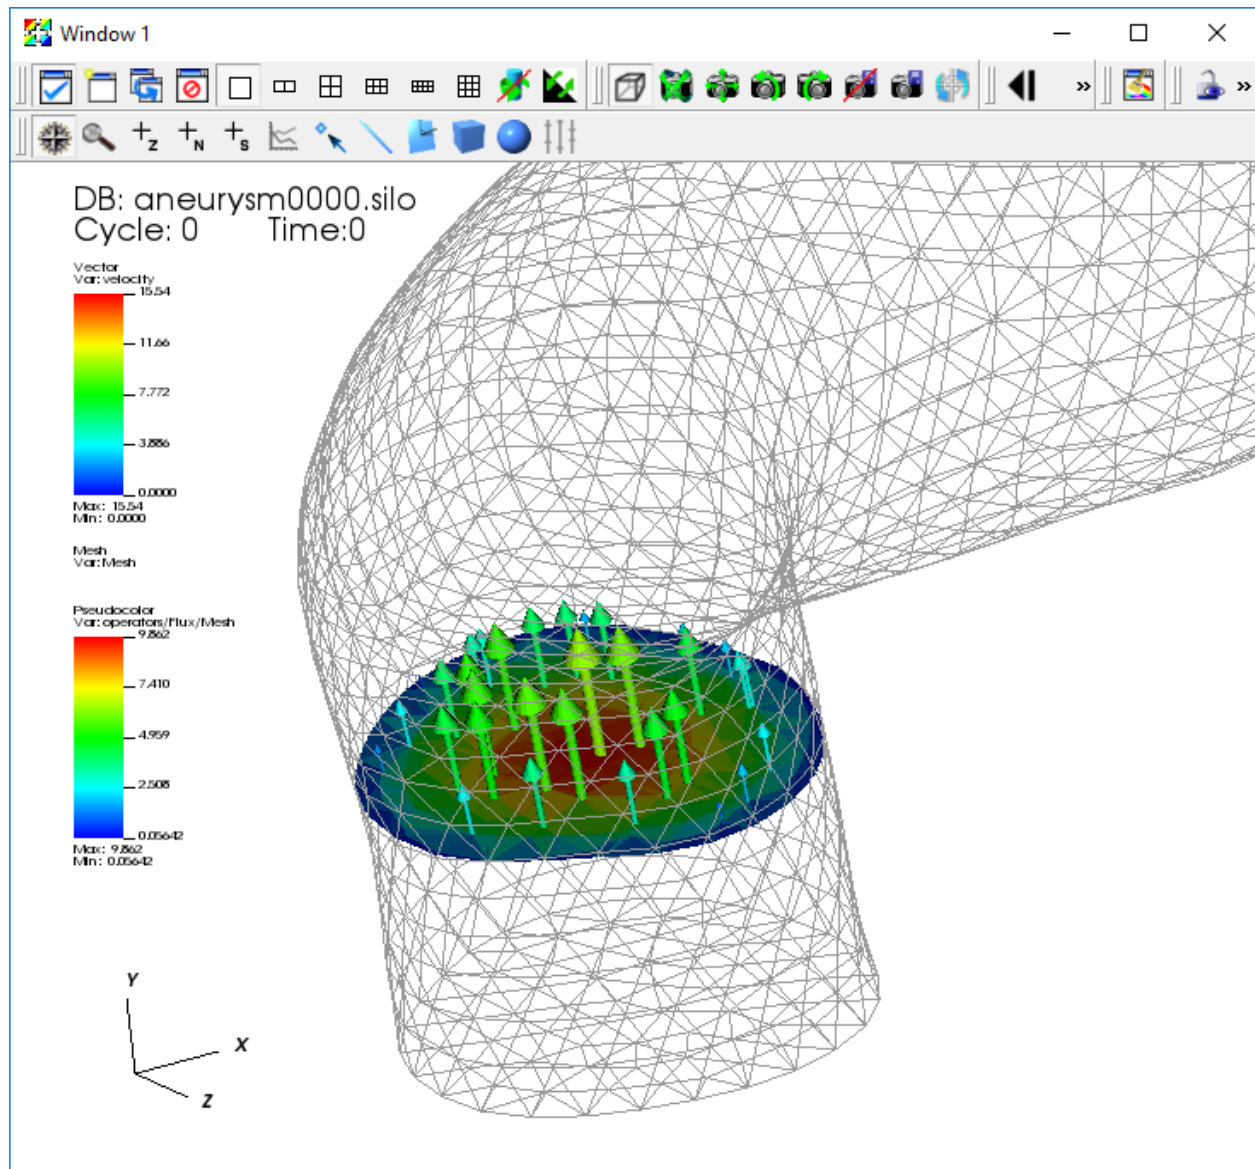 Window 1
Z
N
S
DB: aneurysm0000.silo
Cycle: 0 Time:0
Vector
Var: velocity
15.54
11.66
7.772
3.886
0.0000
Max: 15.54
Min: 0.0000
Mesh
Var: Mesh
Pseudocolor
Var: operators/Flux/Mesh
9.862
7.410
4.959
2.508
0.05642
Max: 9.862
Min: 0.05642
Y
X
Z